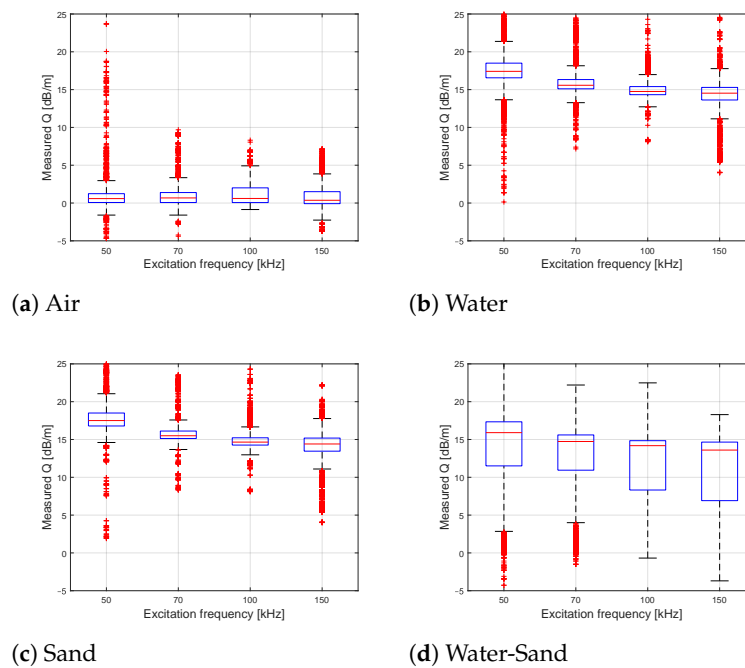 25
20
15
10
5
0
−5
Measured Q [dB/m]
50 70 100 150
Excitation frequency [kHz]
(a) Air
25
20
15
10
5
0
−5
Measured Q [dB/m]
50 70 100 150
Excitation frequency [kHz]
(b) Water
25
20
15
10
5
0
−5
Measured Q [dB/m]
50 70 100 150
Excitation frequency [kHz]
(c) Sand
25
20
15
10
5
0
−5
Measured Q [dB/m]
50 70 100 150
Excitation frequency [kHz]
(d) Water-Sand